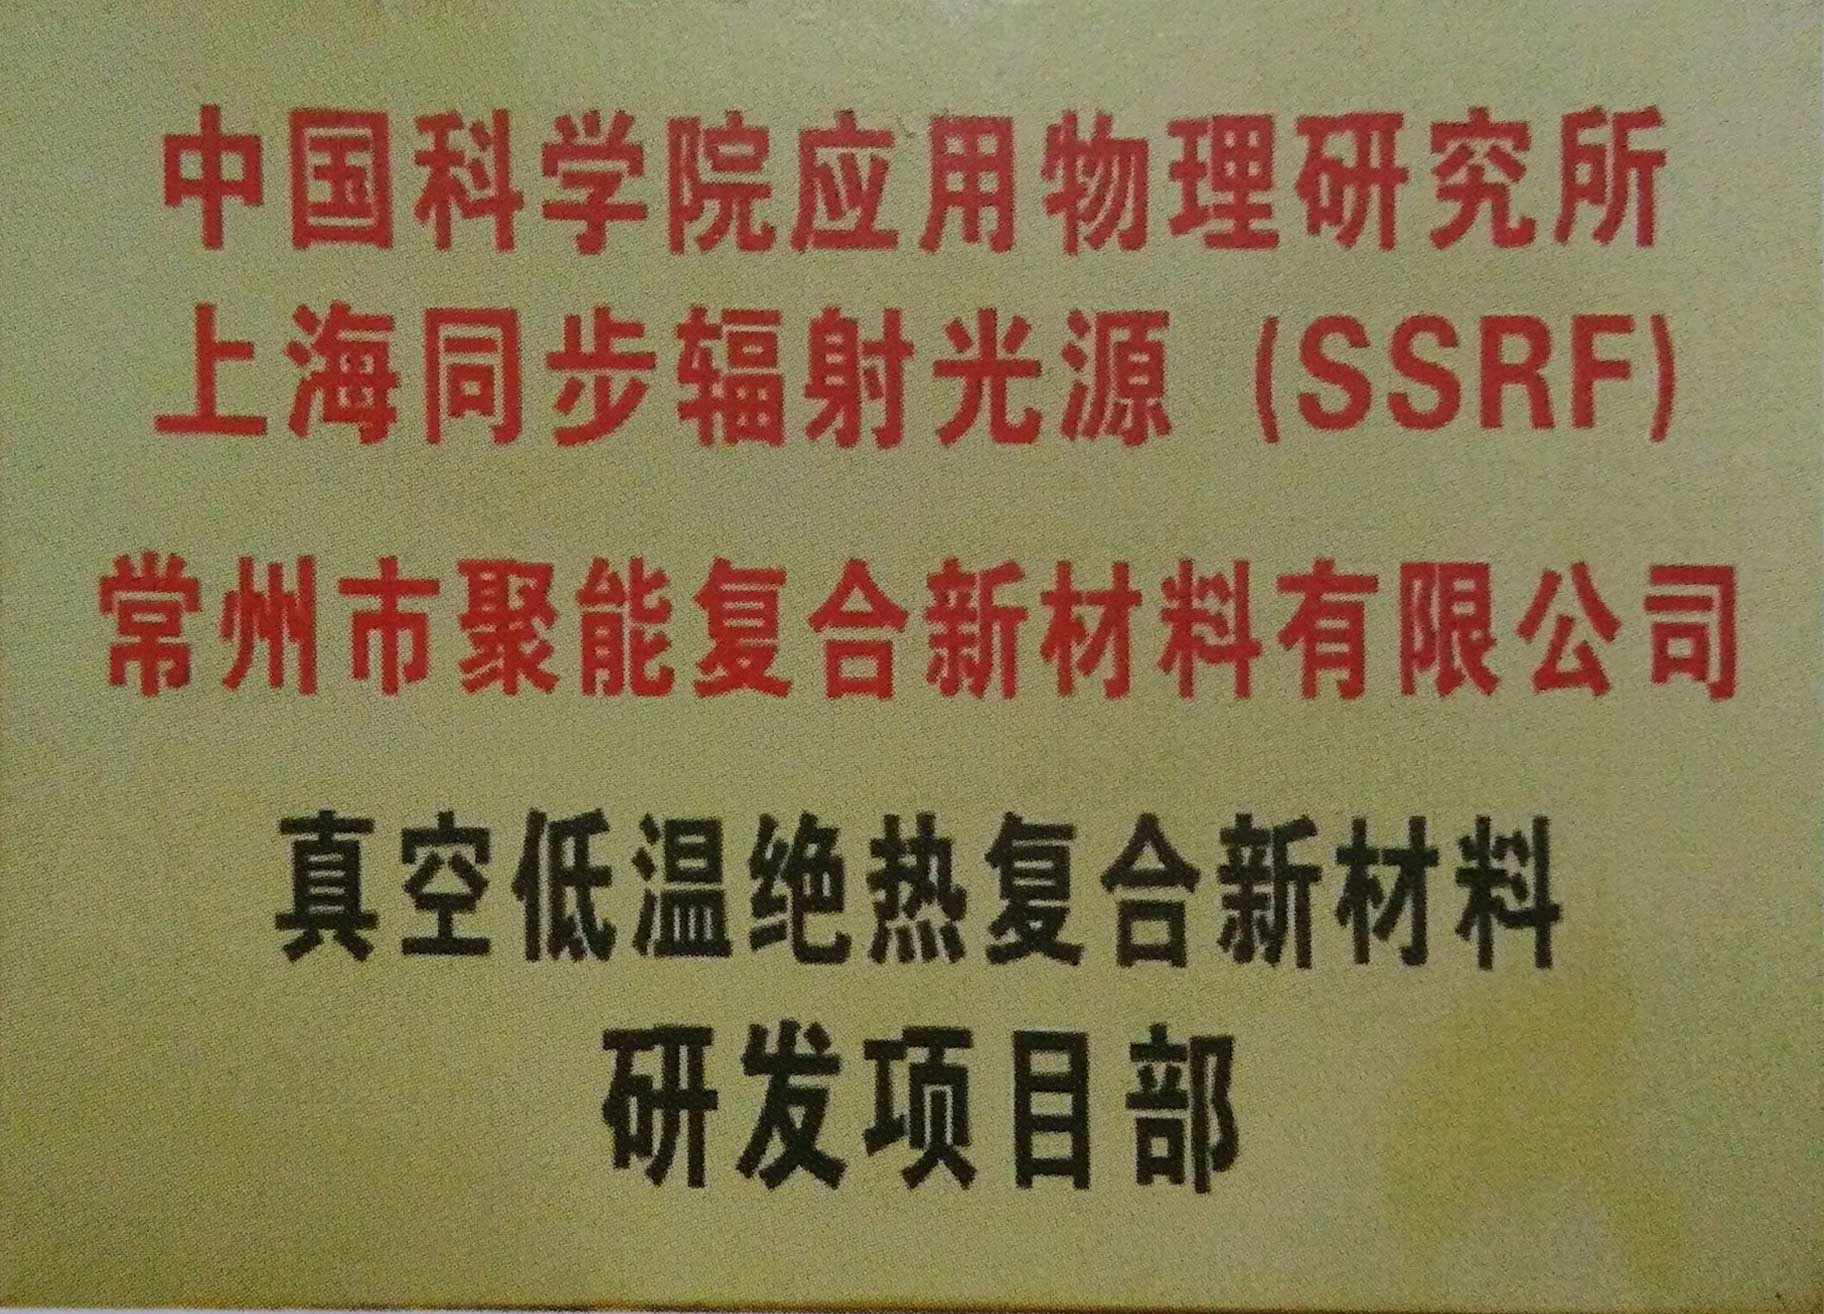 中国科学院应用物理研究所
上海同步辐射光源 (SSRF)
常州市聚能复合新材料有限公司
真空低温绝热复合新材料
研发项目部